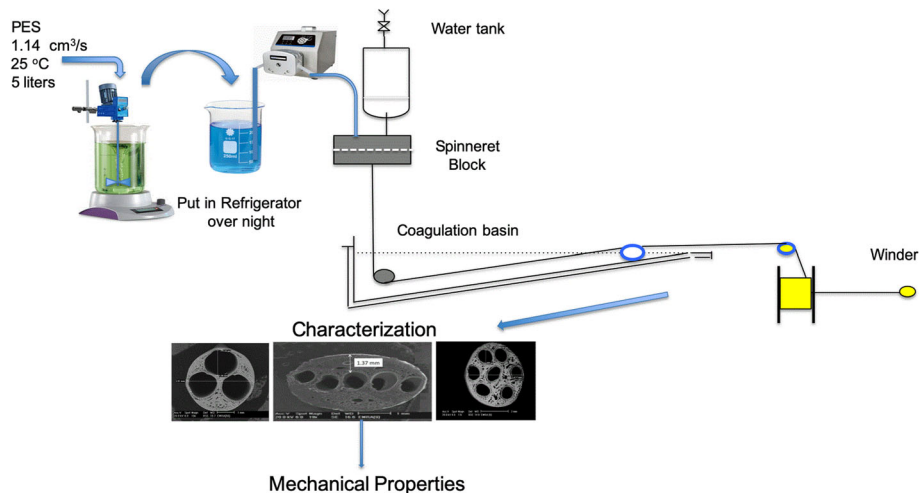 PES
1.14 cm³/s
25 °C
5 liters
Water tank
Spinneret
Block
Put in Refrigerator
over night
Coagulation basin
Winder
Characterization
1.37 mm
Mechanical Properties